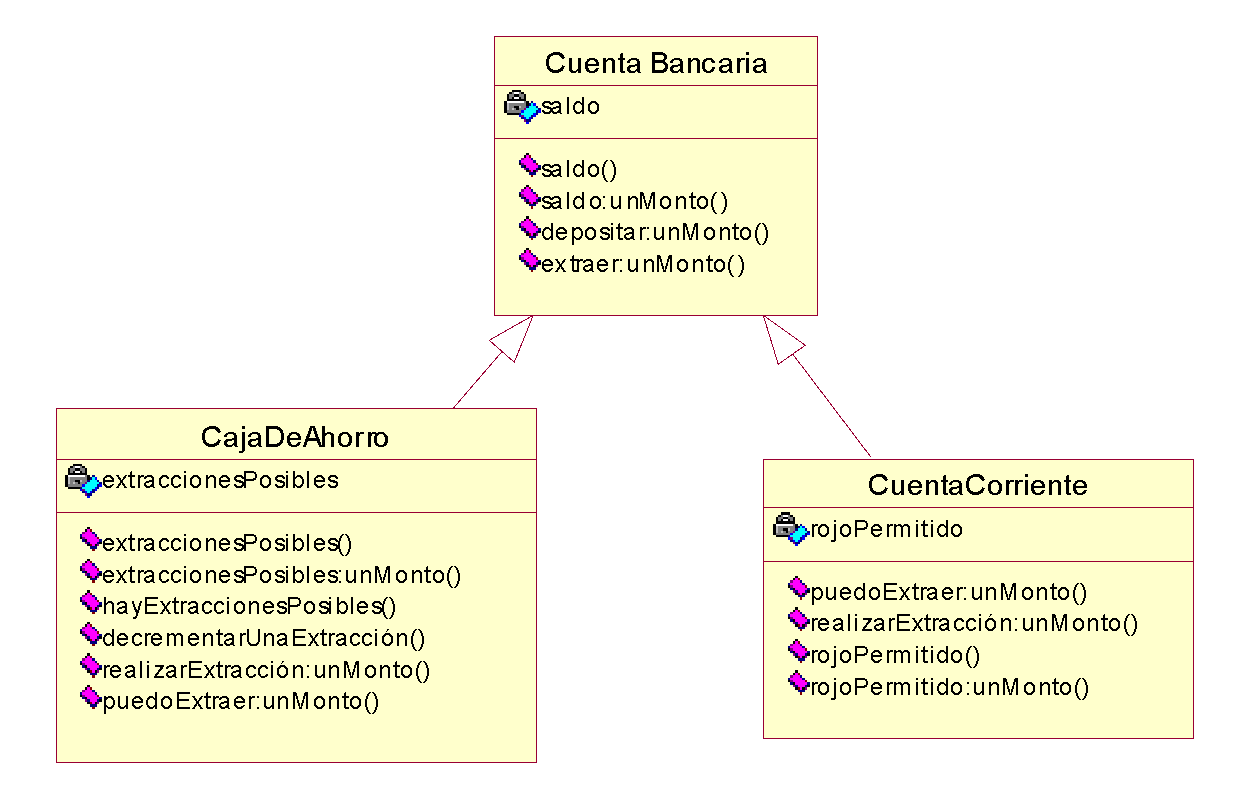 Cuenta Bancaria
saldo
saldo()
saldo:unMonto()
depositar:unMonto()
extraer:unMonto()
CajaDeAhorro
extraccionesPosibles
extraccionesPosibles()
extraccionesPosibles:unMonto()
hayExtraccionesPosibles()
decrementarUnaExtracción()
realizarExtracción:unMonto()
puedoExtraer:unMonto()
CuentaCorriente
rojoPermitido
puedoExtraer:unMonto()
realizarExtracción:unMonto()
rojoPermitido()
rojoPermitido:unMonto()